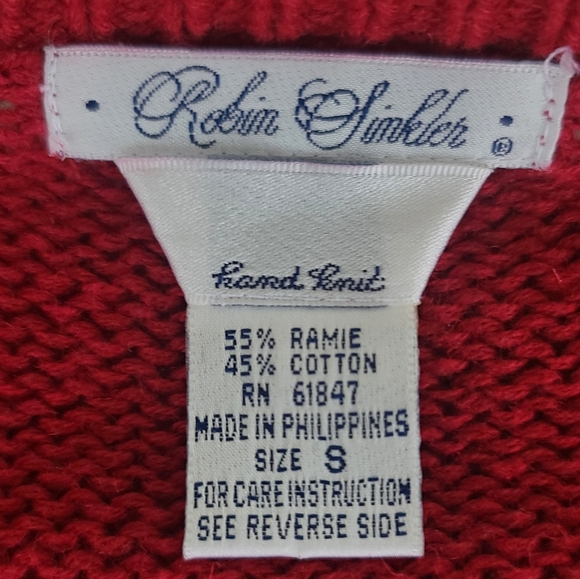 • Robin Simkler • ®
hand knit
55% RAMIE
45% COTTON
RN 61847
MADE IN PHILIPPINES
SIZE S
FOR CARE INSTRUCTION
SEE REVERSE SIDE